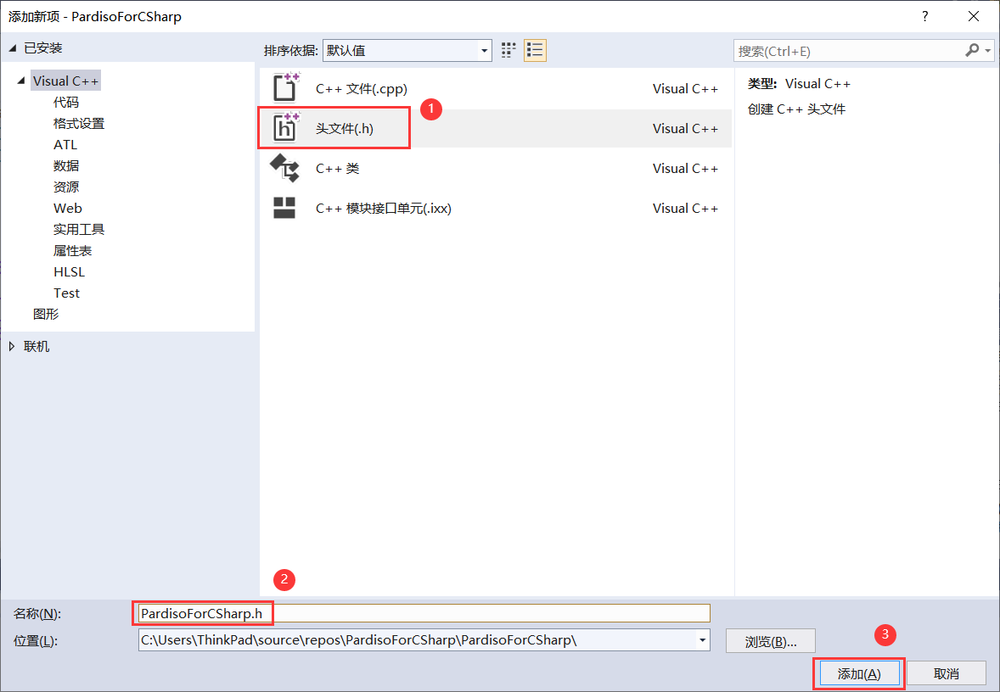 添加新项 - PardisoForCSharp
?
已安装
Visual C++
代码
格式设置
ATL
数据
资源
Web
实用工具
属性表
HLSL
Test
图形
联机
排序依据: 默认值
搜索(Ctrl+E)
C++ 文件(.cpp) Visual C++
1
头文件(.h) Visual C++
C++ 类 Visual C++
C++ 模块接口单元(.ixx) Visual C++
类型: Visual C++
创建 C++ 头文件
2
名称(N): PardisoForCSharp.h
位置(L): C:\Users\ThinkPad\source\repos\PardisoForCSharp\PardisoForCSharp\
浏览(B)...
3
添加(A)
取消